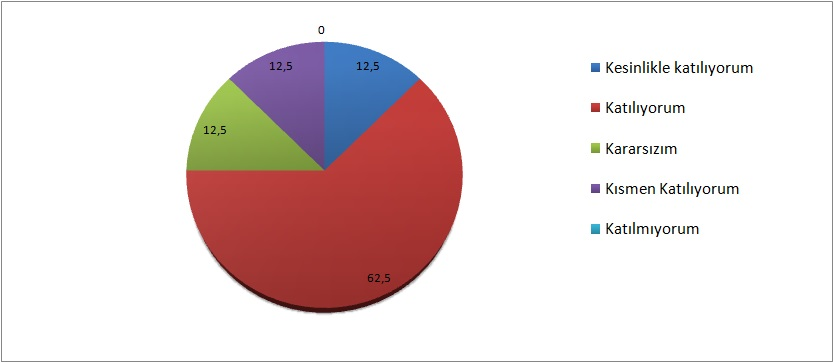 0
12,5
12,5
12,5
62,5
Kesinlikle katılıyorum
Katılıyorum
Kararsızım
Kısmen Katılıyorum
Katılmıyorum